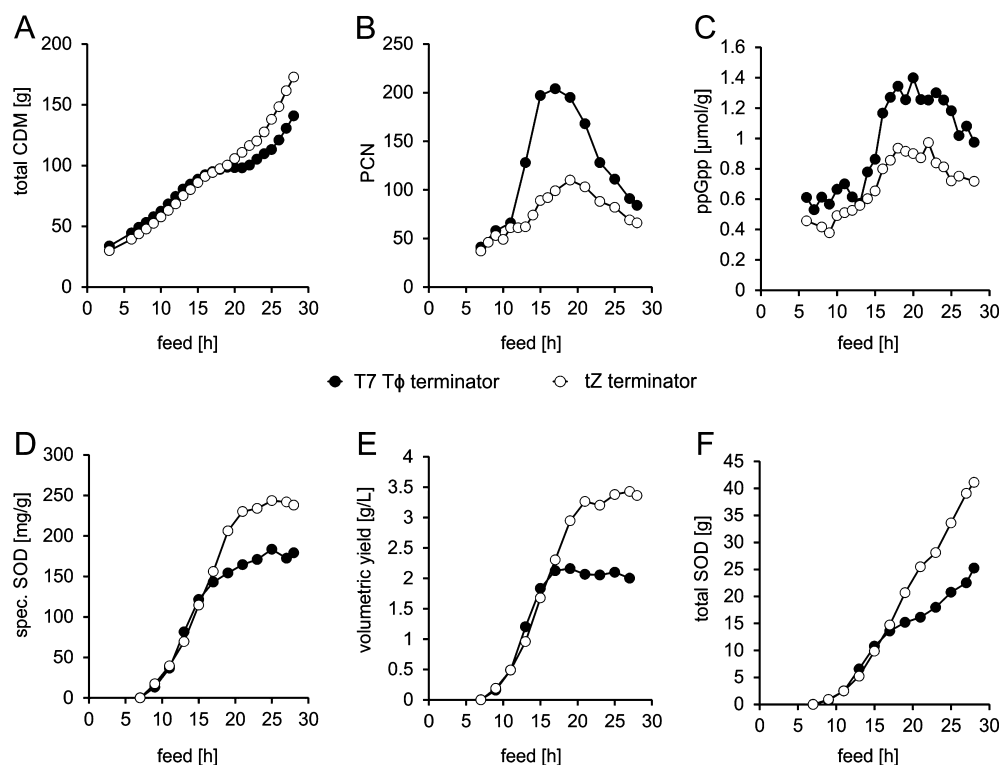 A
total CDM [g]
200
150
100
50
0
0 5 10 15 20 25 30
feed [h]
B
PCN
250
200
150
100
50
0
0 5 10 15 20 25 30
feed [h]
C
ppGpp [µmol/g]
1.6
1.4
1.2
1
0.8
0.6
0.4
0.2
0
0 5 10 15 20 25 30
feed [h]
T7 Tϕ terminator
tZ terminator
D
spec. SOD [mg/g]
300
250
200
150
100
50
0
0 5 10 15 20 25 30
feed [h]
E
volumetric yield [g/L]
4
3.5
3
2.5
2
1.5
1
0.5
0
0 5 10 15 20 25 30
feed [h]
F
total SOD [g]
45
40
35
30
25
20
15
10
5
0
0 5 10 15 20 25 30
feed [h]